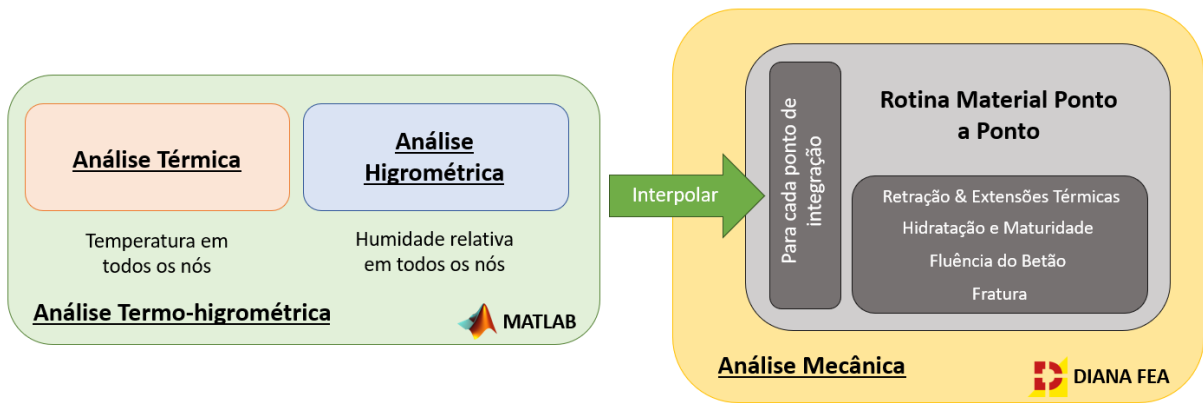 Análise Térmica
Análise
Higrométrica
Temperatura em
todos os nós
Humidade relativa
em todos os nós
Análise Termo-higrométrica
MATLAB
Interpolar
Para cada ponto de
integração
Rotina Material Ponto
a Ponto
Retração & Extensões Térmicas
Hidratação e Maturidade
Fluência do Betão
Fratura
Análise Mecânica
DIANA FEA